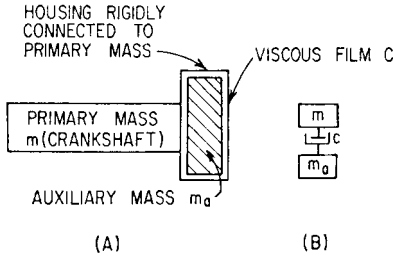 HOUSING RIGIDLY
CONNECTED TO
PRIMARY MASS
VISCOUS FILM C
PRIMARY MASS
m(CRANKSHAFT)
m
c
ma
AUXILIARY MASS ma
(A)
(B)